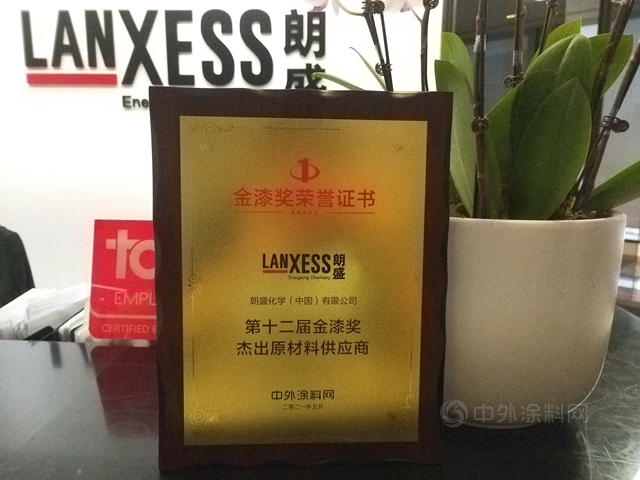 LANXESS 朗盛
Ene
to
EMPL
CERTIFIED E
1
金漆奖荣誉证书
LANXESS 朗盛
Energizing Chemistry
朗盛化学（中国）有限公司
第十二届金漆奖
杰出原材料供应商
中外涂料网
二零二一年五月
中外涂料网